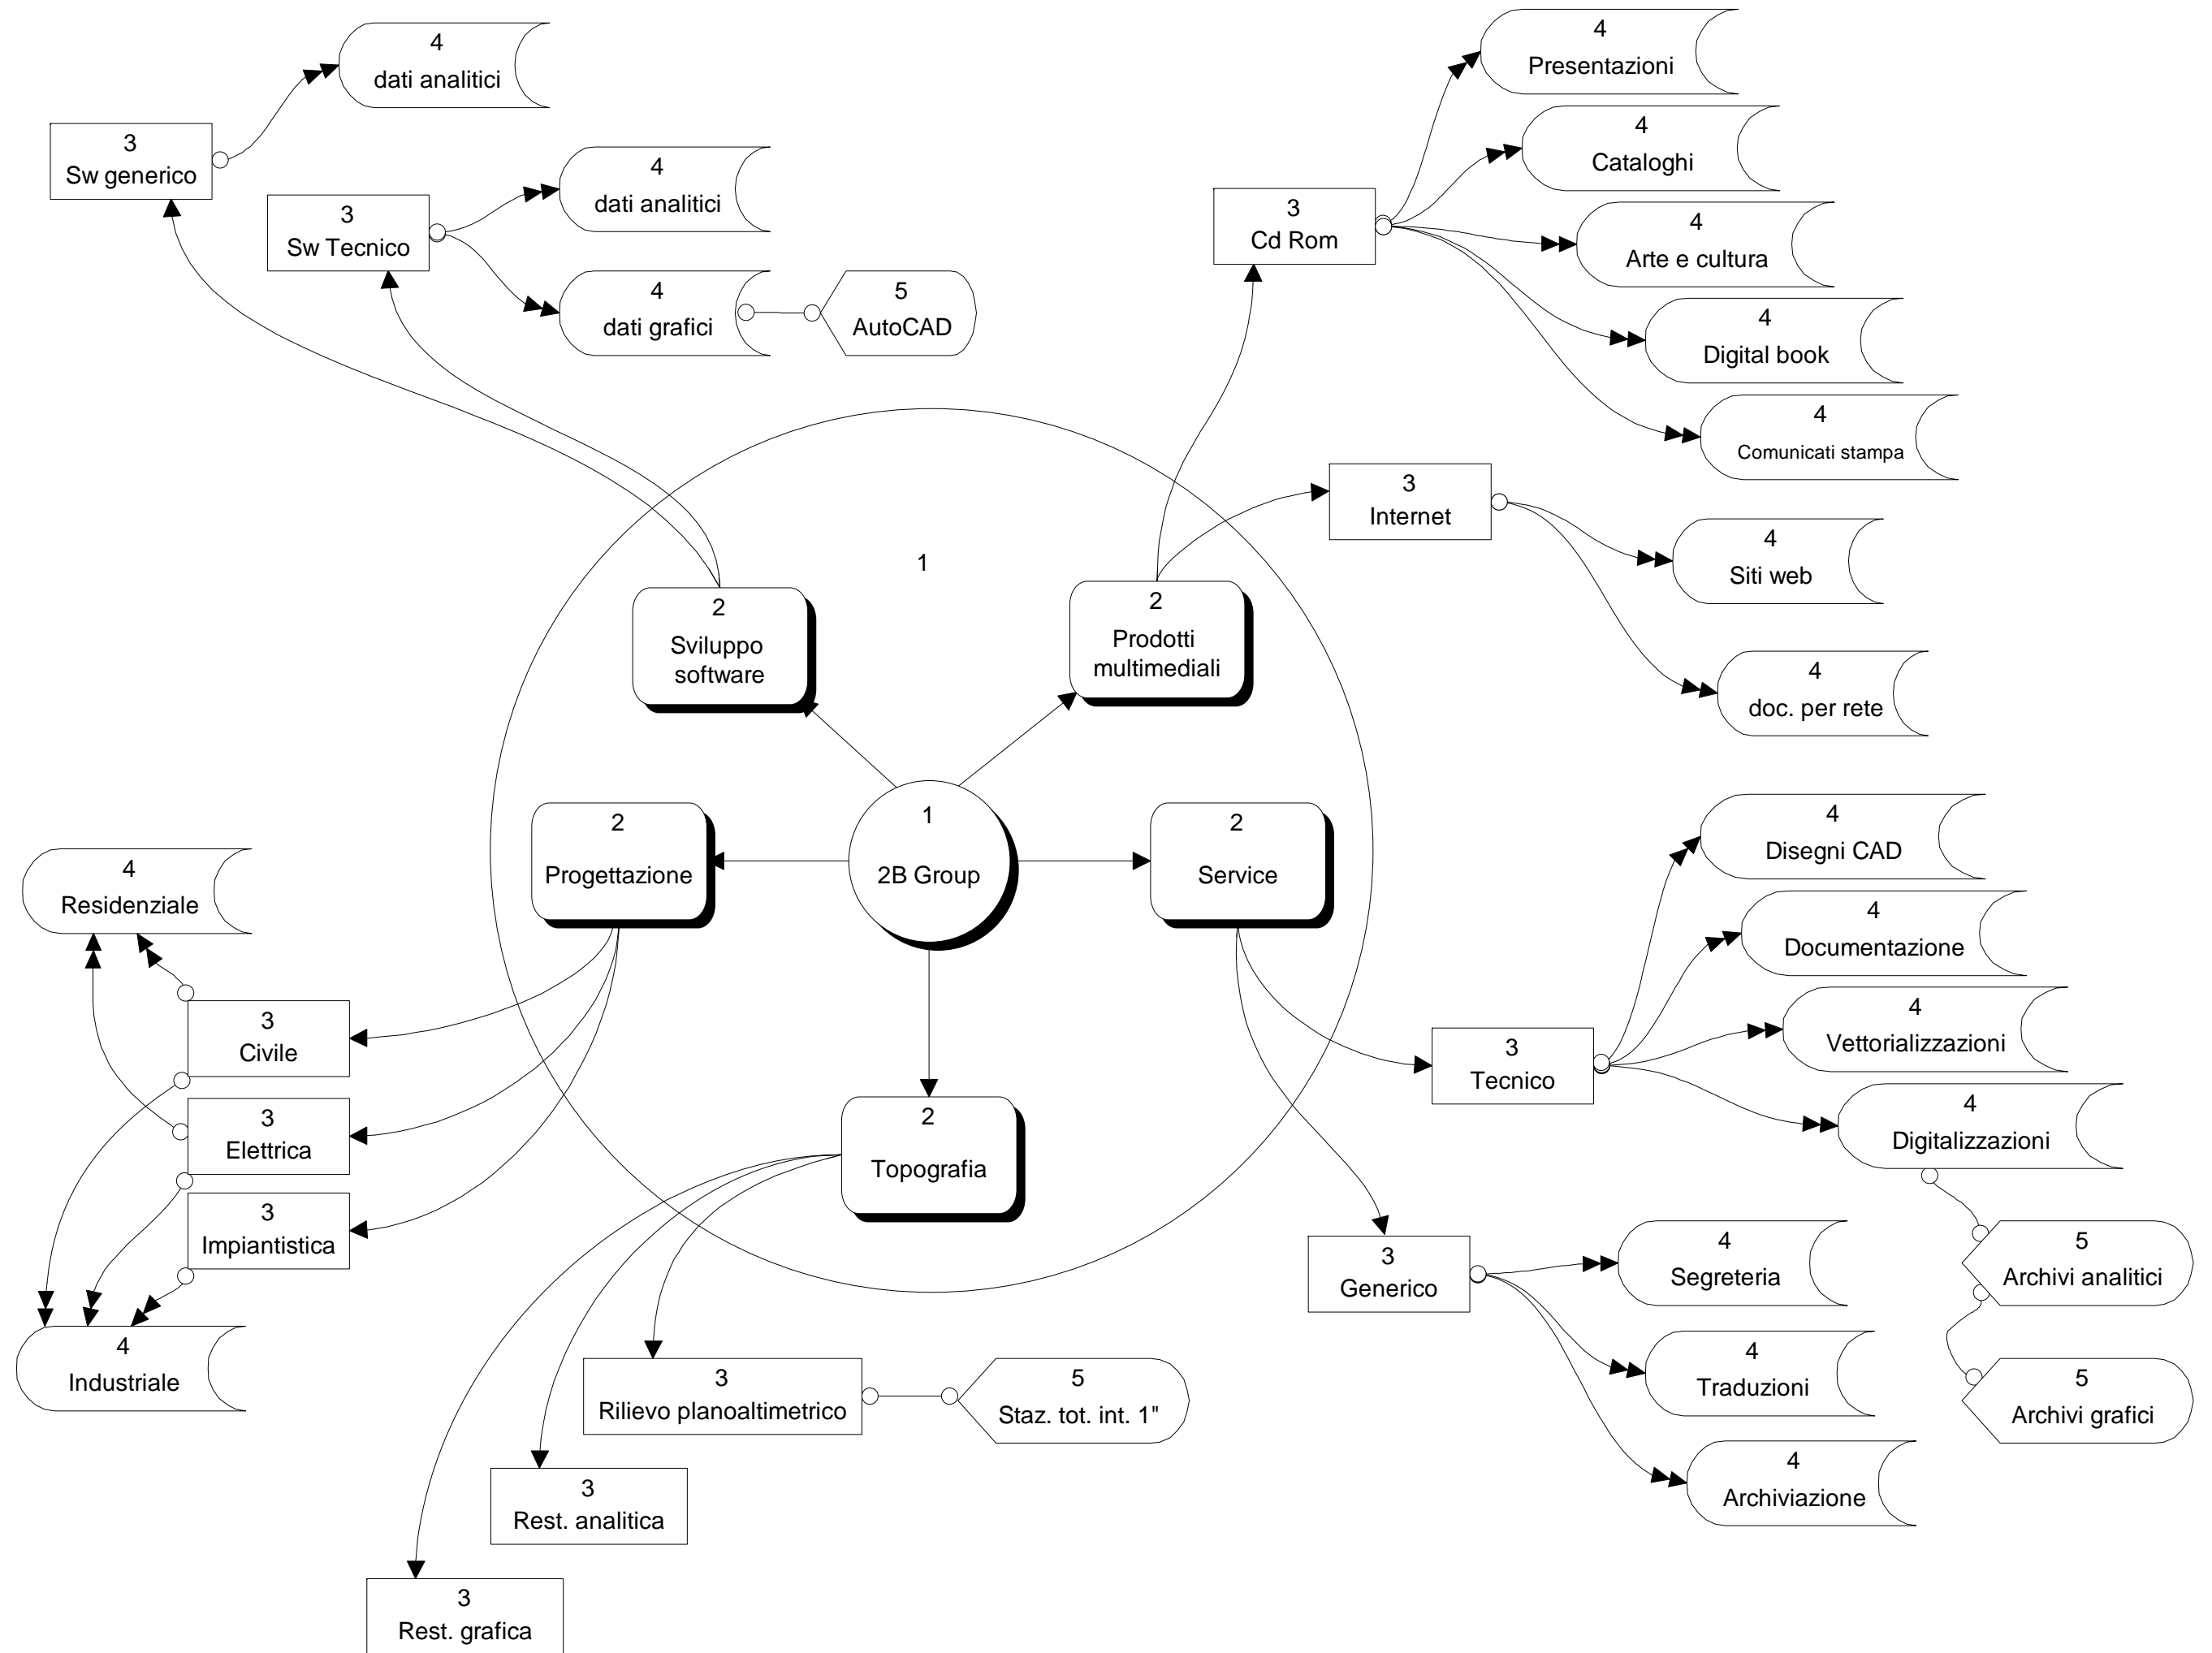 4
dati analitici
3
Sw generico
4
dati analitici
3
Sw Tecnico
4
dati grafici
5
AutoCAD
4
Presentazioni
4
Cataloghi
3
Cd Rom
4
Arte e cultura
4
Digital book
4
Comunicati stampa
3
Internet
4
Siti web
4
doc. per rete
1
2
Sviluppo
software
2
Prodotti
multimediali
2
Progettazione
1
2B Group
2
Service
2
Topografia
4
Residenziale
3
Civile
3
Elettrica
3
Impiantistica
4
Industriale
4
Disegni CAD
4
Documentazione
4
Vettorializzazioni
3
Tecnico
4
Digitalizzazioni
5
Archivi analitici
5
Archivi grafici
3
Generico
4
Segreteria
4
Traduzioni
4
Archiviazione
3
Rilievo planoaltimetrico
5
Staz. tot. int. 1"
3
Rest. analitica
3
Rest. grafica